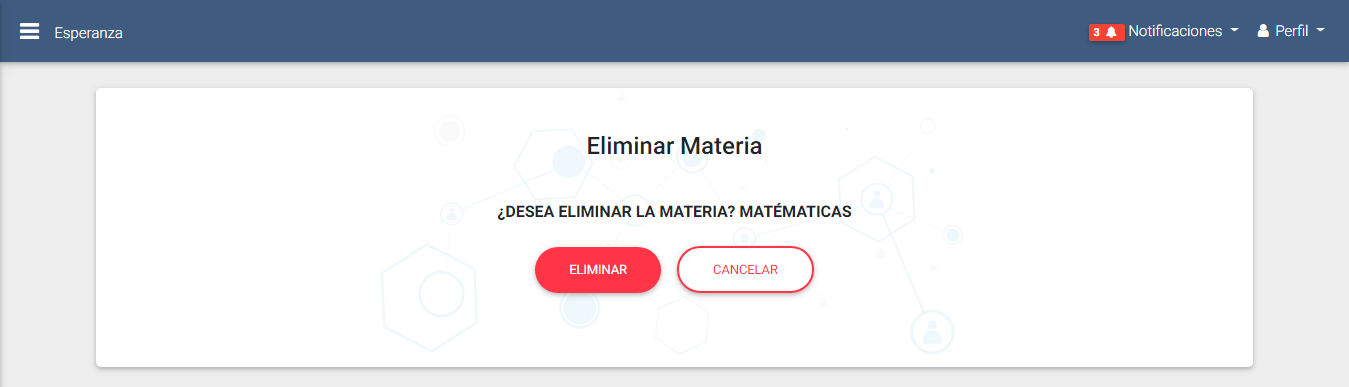 Esperanza
3 Notificaciones
Perfil
Eliminar Materia
¿DESEA ELIMINAR LA MATERIA? MATÉMATICAS
ELIMINAR
CANCELAR